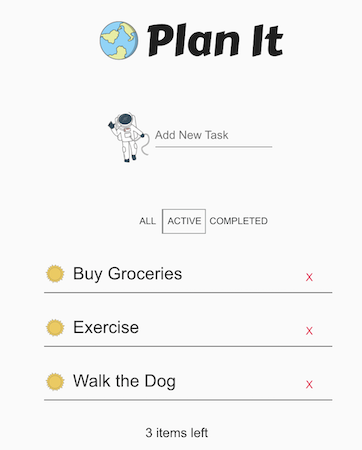 Plan It
Add New Task
ALL ACTIVE COMPLETED
Buy Groceries X
Exercise X
Walk the Dog X
3 items left